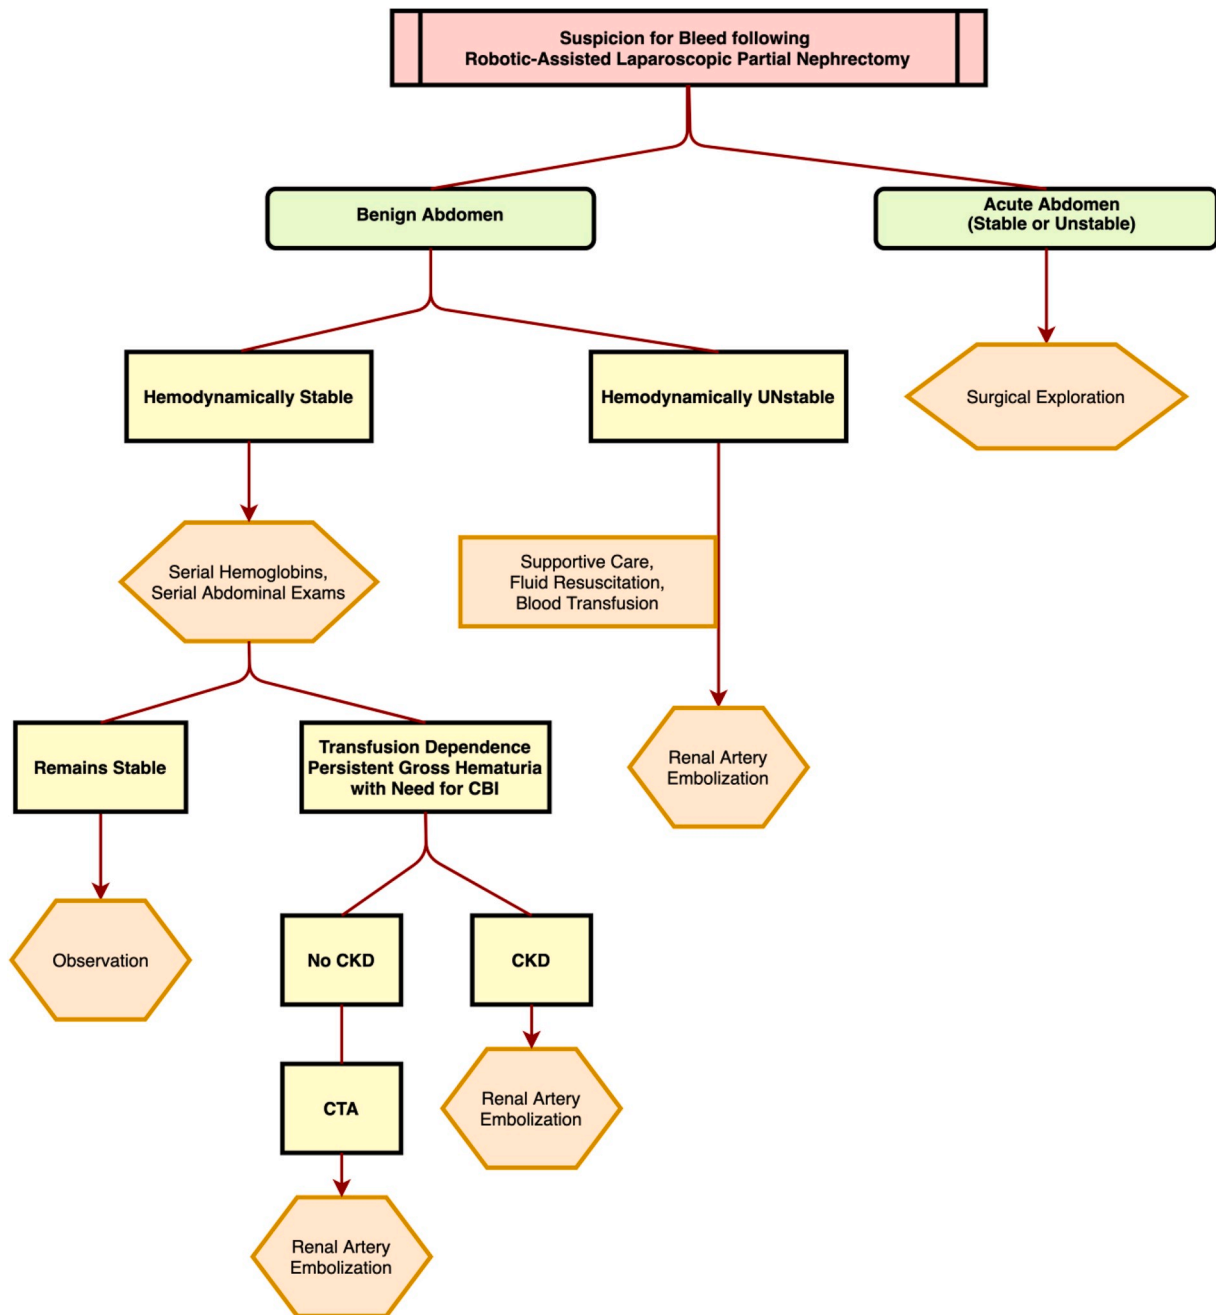 Suspicion for Bleed following
Robotic-Assisted Laparoscopic Partial Nephrectomy
Benign Abdomen
Acute Abdomen
(Stable or Unstable)
Hemodynamically Stable
Hemodynamically UNstable
Surgical Exploration
Serial Hemoglobins,
Serial Abdominal Exams
Supportive Care,
Fluid Resuscitation,
Blood Transfusion
Remains Stable
Transfusion Dependence
Persistent Gross Hematuria
with Need for CBI
Renal Artery
Embolization
Observation
No CKD
CKD
CTA
Renal Artery
Embolization
Renal Artery
Embolization